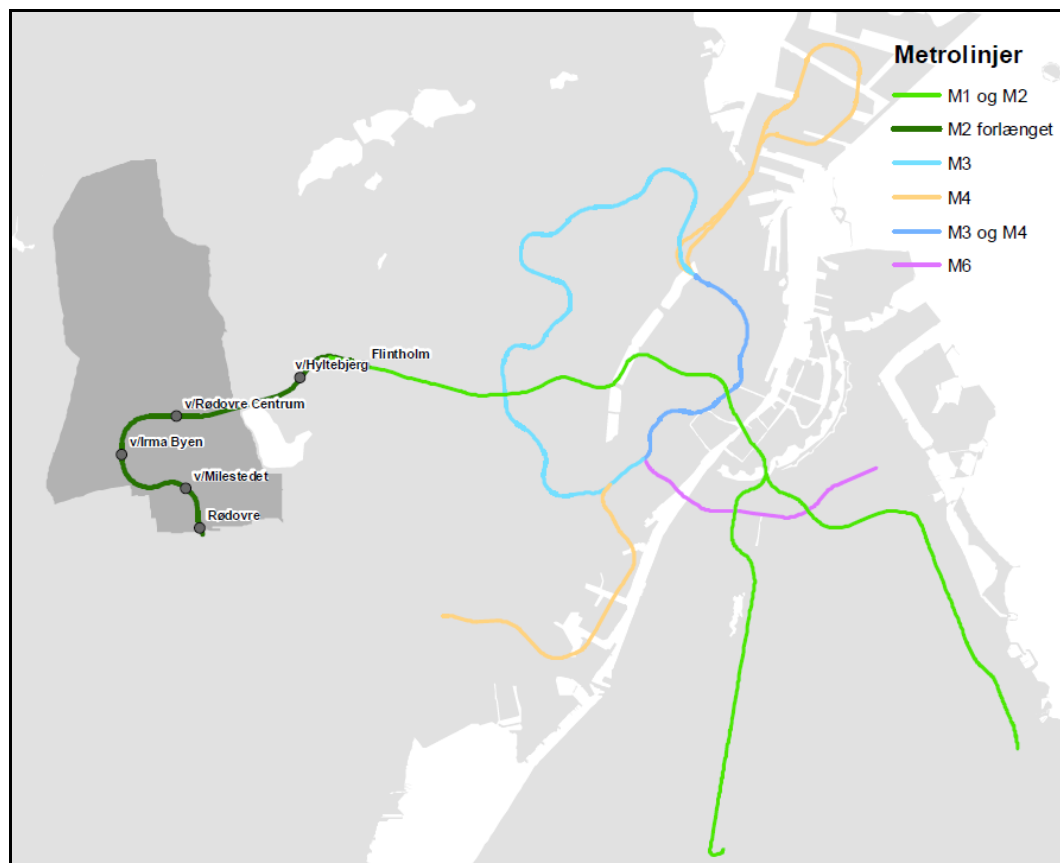 Metrolinjer
M1 og M2
M2 forlænget
M3
M4
M3 og M4
M6
Flintholm
v/Hyltebjerg
v/Rødovre Centrum
v/Irma Byen
v/Milestedet
Rødovre